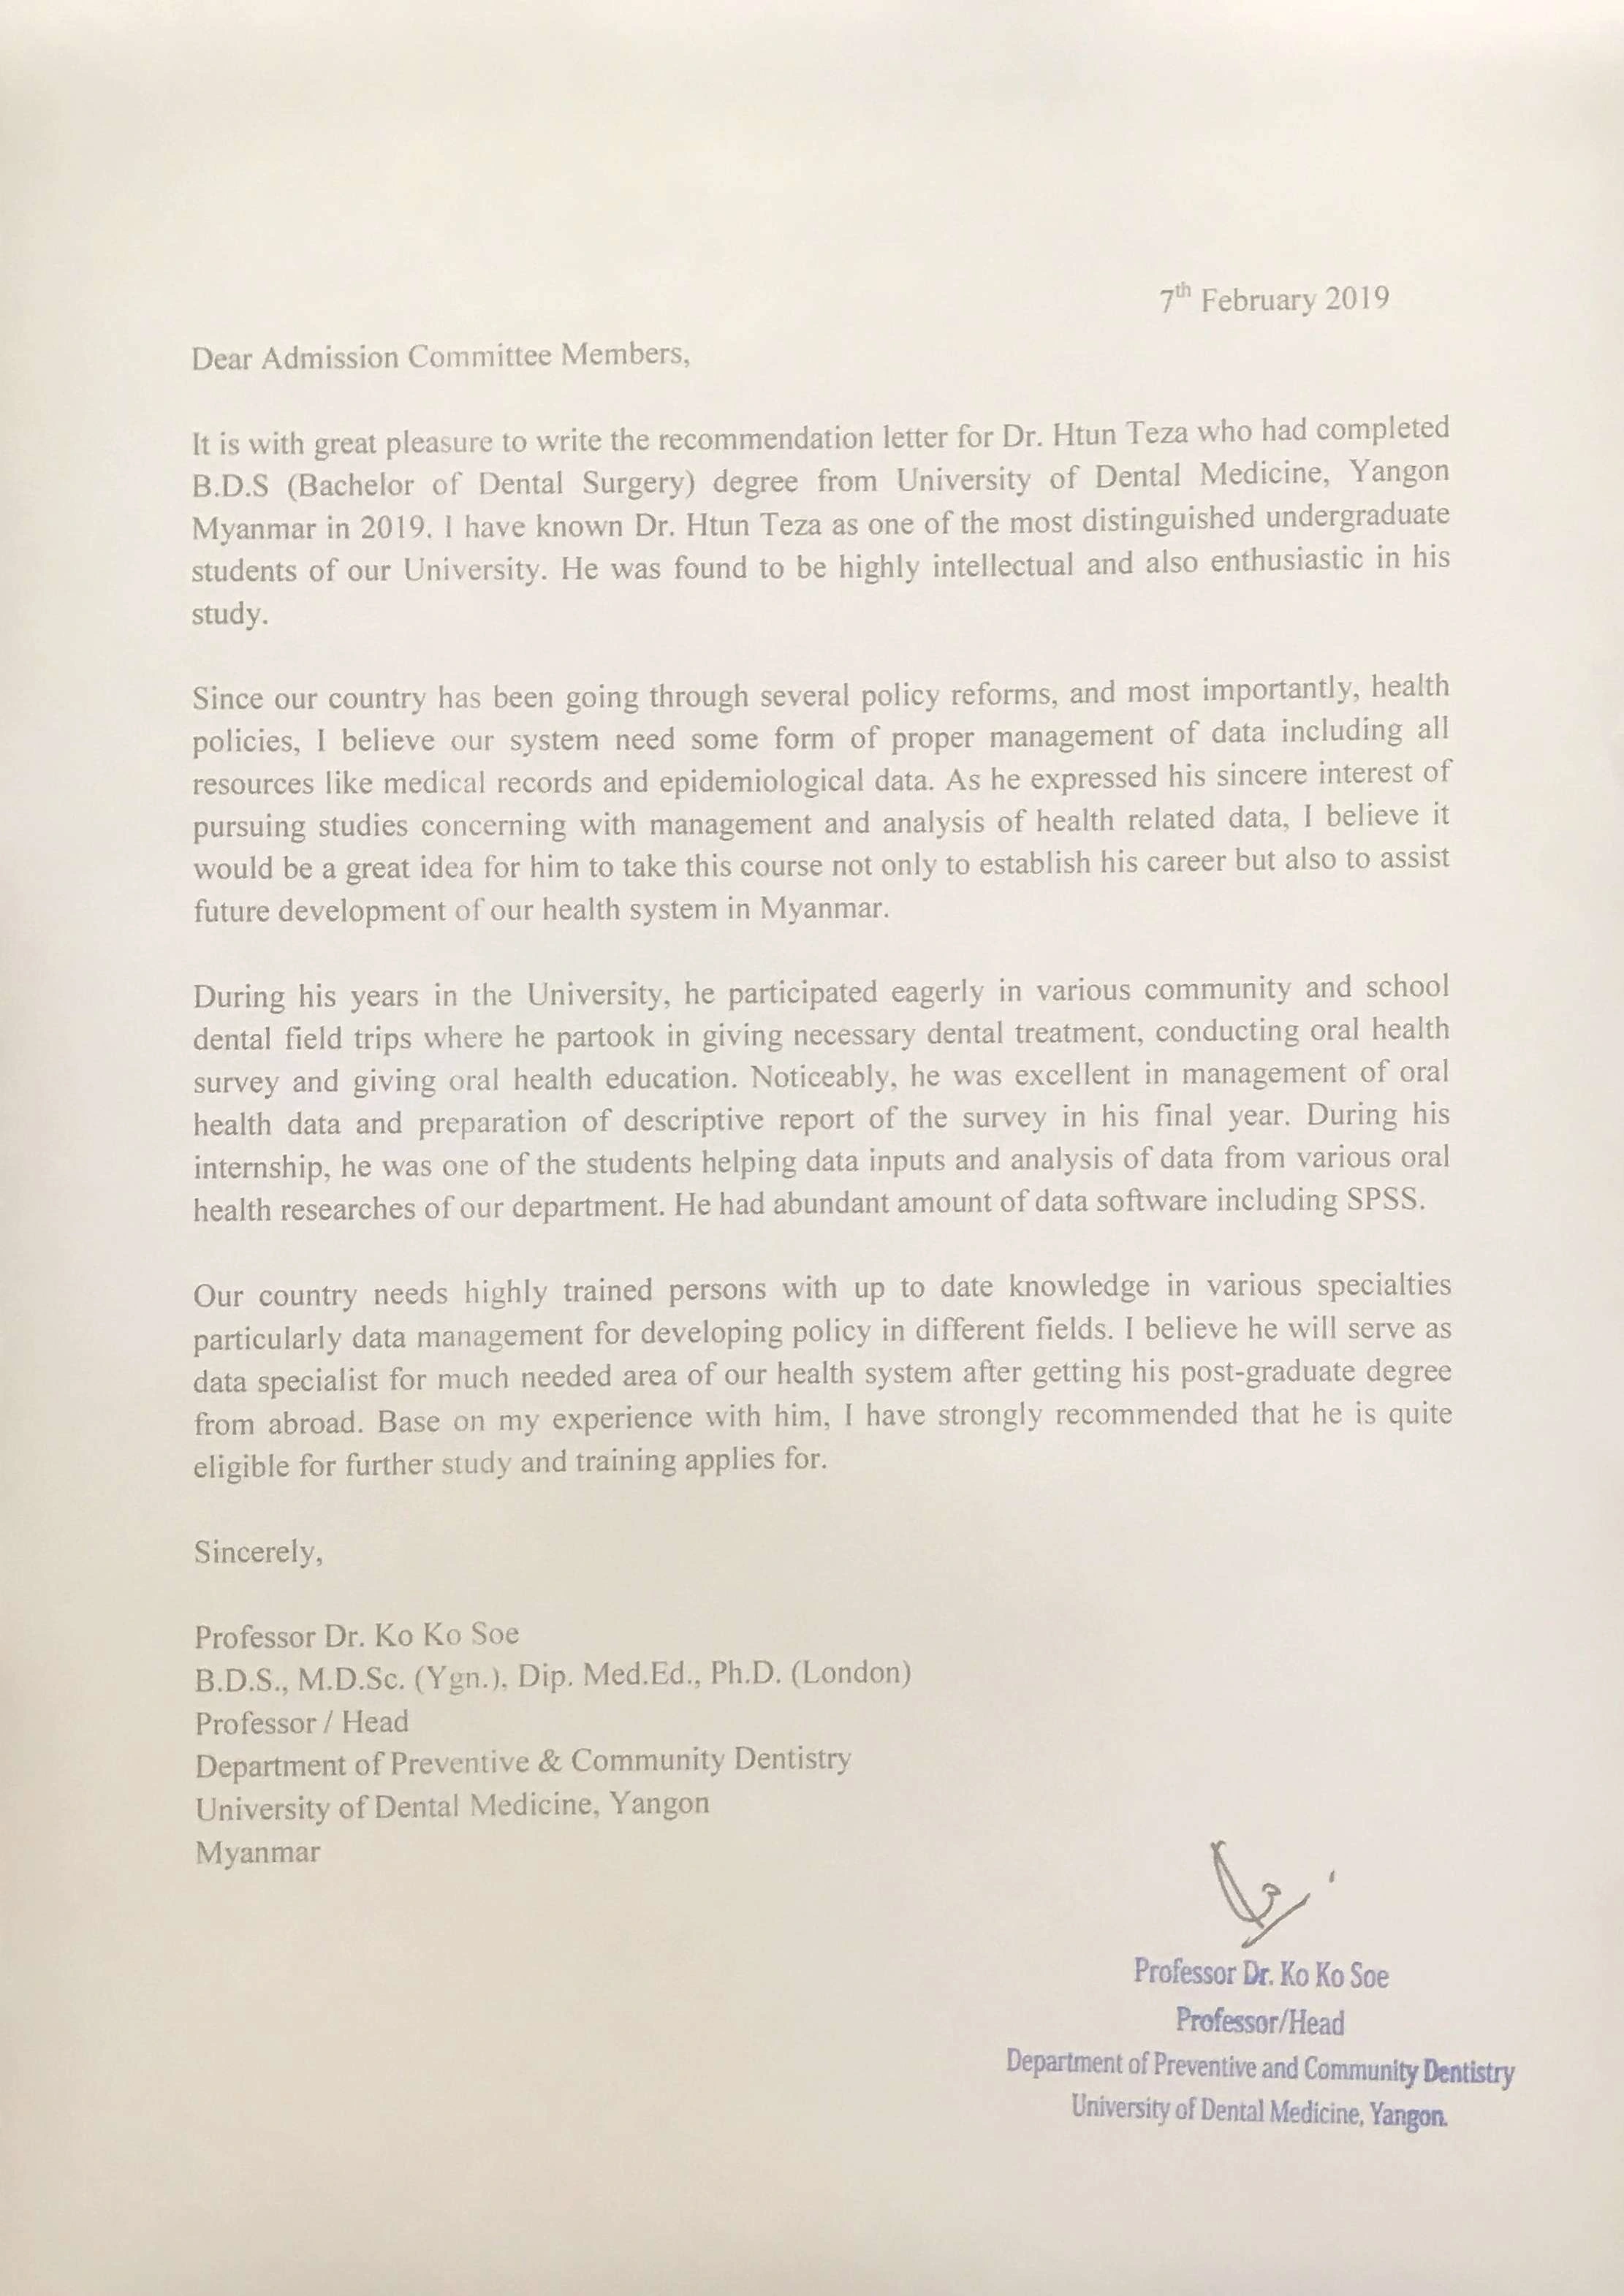 7th February 2019
Dear Admission Committee Members,
It is with great pleasure to write the recommendation letter for Dr. Htun Teza who had completed
B.D.S (Bachelor of Dental Surgery) degree from University of Dental Medicine, Yangon
Myanmar in 2019. I have known Dr. Htun Teza as one of the most distinguished undergraduate
students of our University. He was found to be highly intellectual and also enthusiastic in his
study.
Since our country has been going through several policy reforms, and most importantly, health
policies, I believe our system need some form of proper management of data including all
resources like medical records and epidemiological data. As he expressed his sincere interest of
pursuing studies concerning with management and analysis of health related data, I believe it
would be a great idea for him to take this course not only to establish his career but also to assist
future development of our health system in Myanmar.
During his years in the University, he participated eagerly in various community and school
dental field trips where he partook in giving necessary dental treatment, conducting oral health
survey and giving oral health education. Noticeably, he was excellent in management of oral
health data and preparation of descriptive report of the survey in his final year. During his
internship, he was one of the students helping data inputs and analysis of data from various oral
health researches of our department. He had abundant amount of data software including SPSS.
Our country needs highly trained persons with up to date knowledge in various specialties
particularly data management for developing policy in different fields. I believe he will serve as
data specialist for much needed area of our health system after getting his post-graduate degree
from abroad. Base on my experience with him, I have strongly recommended that he is quite
eligible for further study and training applies for.
Sincerely,
Professor Dr. Ko Ko Soe
B.D.S., M.D.Sc. (Ygn.), Dip. Med.Ed., Ph.D. (London)
Professor / Head
Department of Preventive & Community Dentistry
University of Dental Medicine, Yangon
Myanmar
Professor Dr. Ko Ko Soe
Professor/Head
Department of Preventive and Community Dentistry
University of Dental Medicine, Yangon.